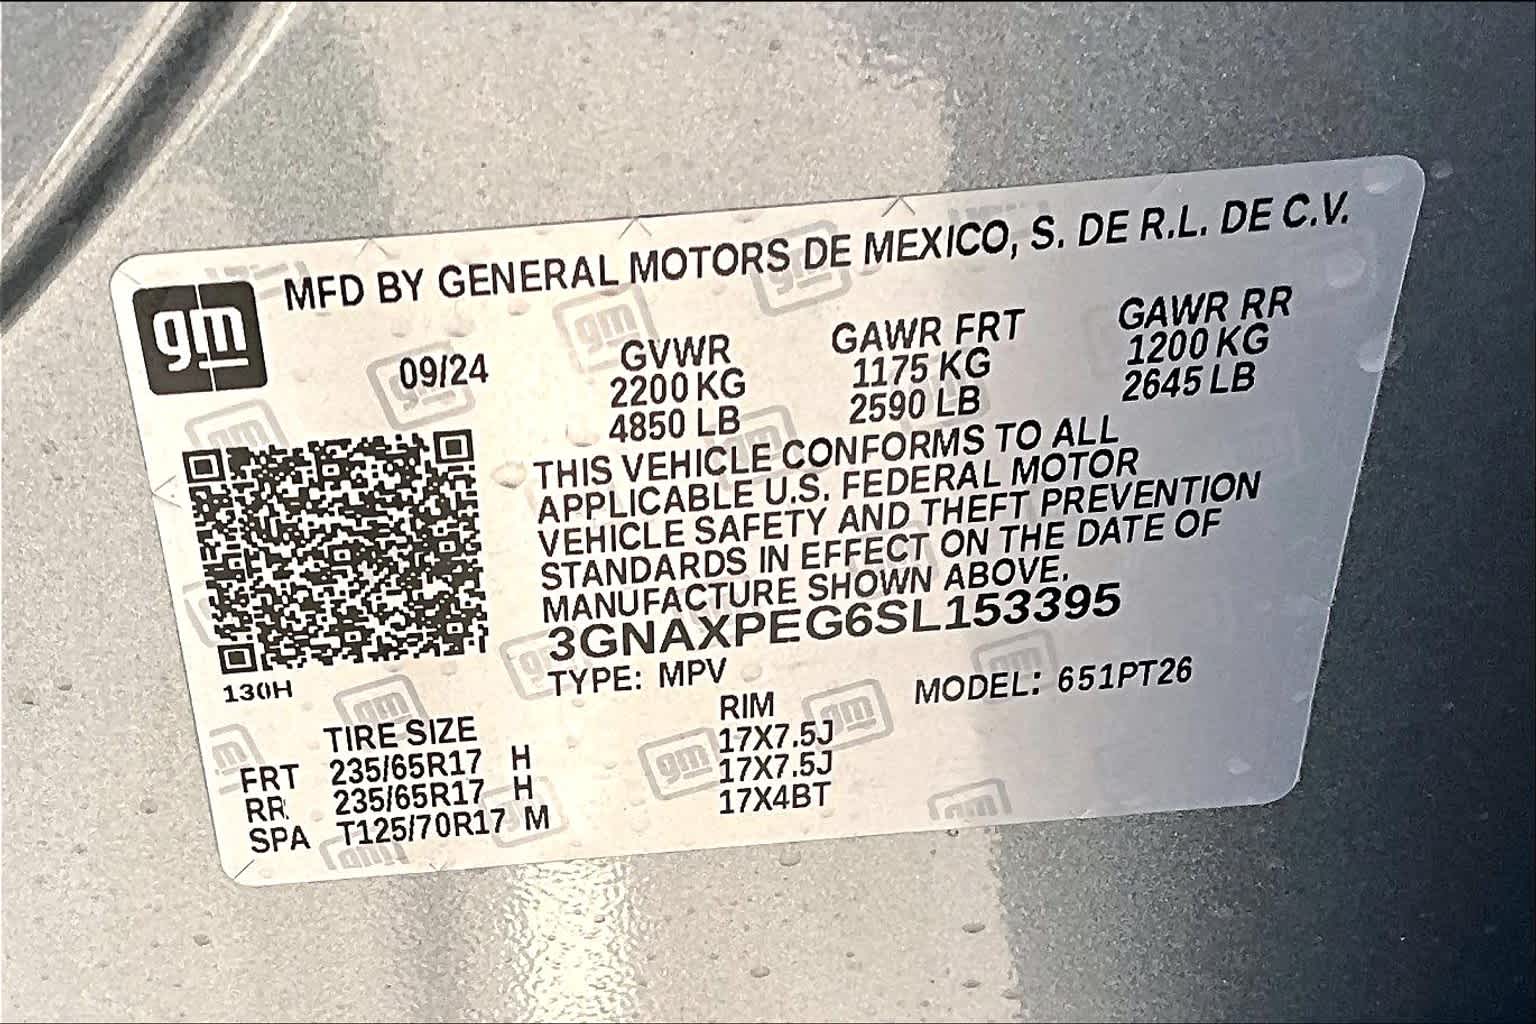 gm
MFD BY GENERAL MOTORS DE MEXICO, S. DE R.L. DE C.V.
09/24 GVWR GAWR FRT GAWR RR
2200 KG 1175 KG 1200 KG
4850 LB 2590 LB 2645 LB
THIS VEHICLE CONFORMS TO ALL
APPLICABLE U.S. FEDERAL MOTOR
VEHICLE SAFETY AND THEFT PREVENTION
STANDARDS IN EFFECT ON THE DATE OF
MANUFACTURE SHOWN ABOVE.
3GNAXPEG6SL153395
130H
TYPE: MPV MODEL: 651PT26
TIRE SIZE RIM
FRT 235/65R17 H 17X7.5J
RR 235/65R17 H 17X7.5J
SPA T125/70R17 M 17X4BT